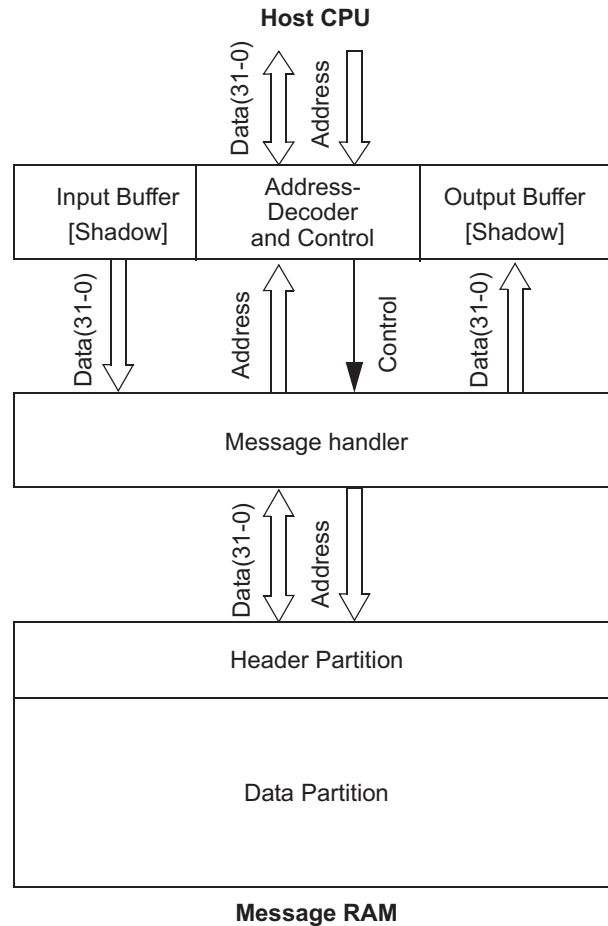 Host CPU
Data(31-0)
Address
Input Buffer
[Shadow]
Address-
Decoder
and Control
Output Buffer
[Shadow]
Data(31-0)
Address
Control
Data(31-0)
Message handler
Data(31-0)
Address
Header Partition
Data Partition
Message RAM